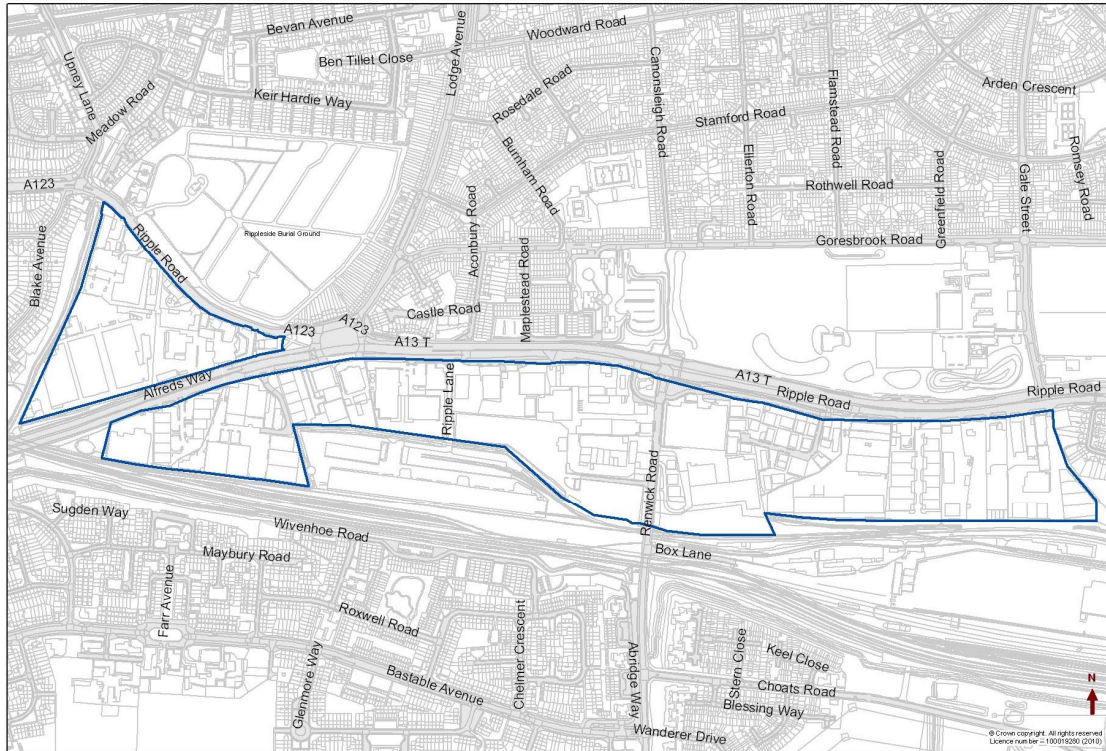 Bevan Avenue
Woodward Road
Lodge Avenue
Ben Tillet Close
Upney Lane
Keir Hardie Way
Meadow Road
Rosedale Road
Canonsleigh Road
Flamstead Road
Arden Crescent
Stamford Road
Burnham Road
Ellerton Road
Romsey Road
Gale Street
A123
Rothwell Road
Greenfield Road
Aconbury Road
Rippleside Burial Ground
Ripple Road
Goresbrook Road
Blake Avenue
Maplestead Road
Castle Road
A123
A123
A13 T
A13 T
Alfreds Way
Ripple Lane
Ripple Road
Ripple Road
Renwick Road
Sugden Way
Wivenhoe Road
Maybury Road
Box Lane
Farr Avenue
Roxwell Road
Chelmer Crescent
Abridge Way
Stern Close
Keel Close
Glenmore Way
Bastable Avenue
Choats Road
Blessing Way
Wanderer Drive
N
© Crown copyright. All rights reserved
Licence number – 100019280 (2010)